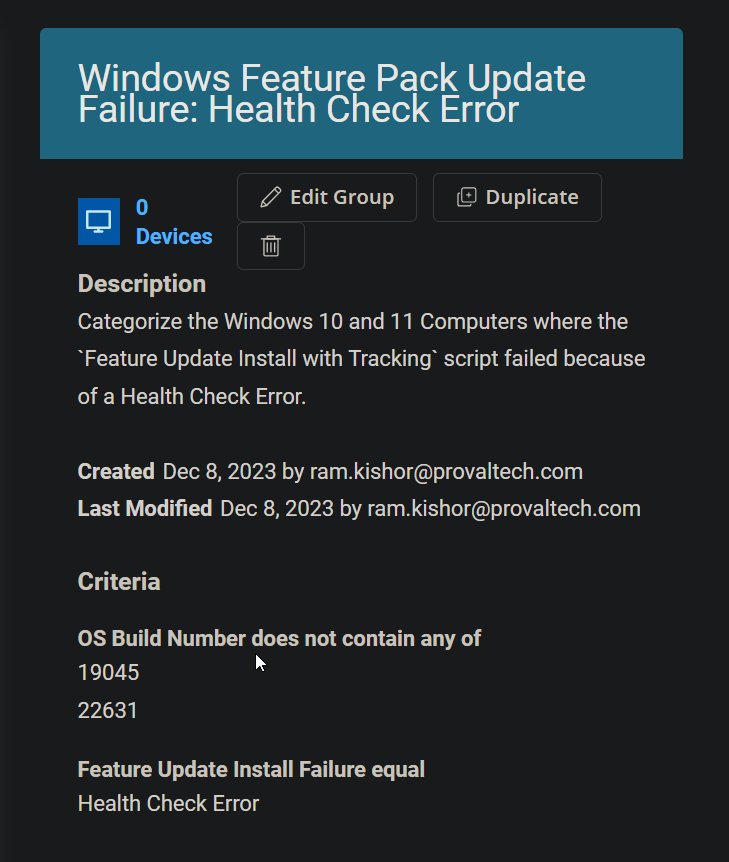 Windows Feature Pack Update
Failure: Health Check Error
0
Devices
Edit Group
Duplicate
Description
Categorize the Windows 10 and 11 Computers where the
`Feature Update Install with Tracking` script failed because
of a Health Check Error.
Created Dec 8, 2023 by ram.kishor@provaltech.com
Last Modified Dec 8, 2023 by ram.kishor@provaltech.com
Criteria
OS Build Number does not contain any of
19045
22631
Feature Update Install Failure equal
Health Check Error